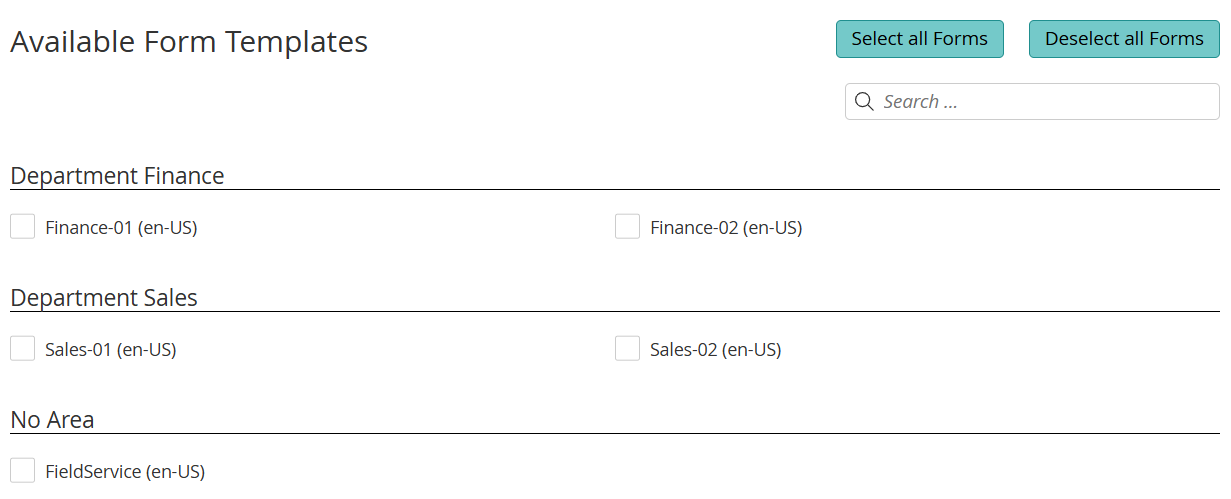 Available Form Templates
Select all Forms
Deselect all Forms
Search ...
Department Finance
Finance-01 (en-US)
Finance-02 (en-US)
Department Sales
Sales-01 (en-US)
Sales-02 (en-US)
No Area
FieldService (en-US)